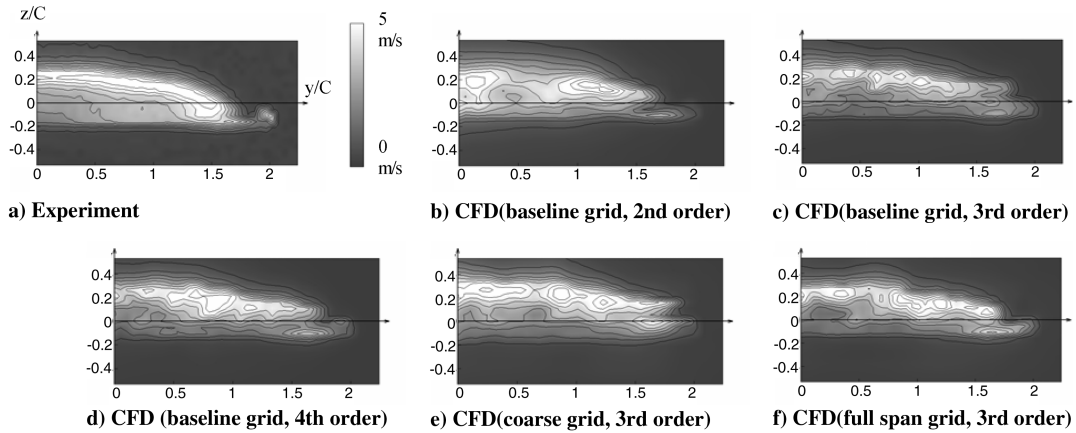 z/C
0.4
0.2
0
-0.2
-0.4
0 0.5 1 1.5 2
y/C
5
m/s
0
m/s
a) Experiment
0.4
0.2
0
-0.2
-0.4
0 0.5 1 1.5 2
b) CFD(baseline grid, 2nd order)
0.4
0.2
0
-0.2
-0.4
0 0.5 1 1.5 2
c) CFD(baseline grid, 3rd order)
0.4
0.2
0
-0.2
-0.4
0 0.5 1 1.5 2
d) CFD (baseline grid, 4th order)
0.4
0.2
0
-0.2
-0.4
0 0.5 1 1.5 2
e) CFD(coarse grid, 3rd order)
0.4
0.2
0
-0.2
-0.4
0 0.5 1 1.5 2
f) CFD(full span grid, 3rd order)